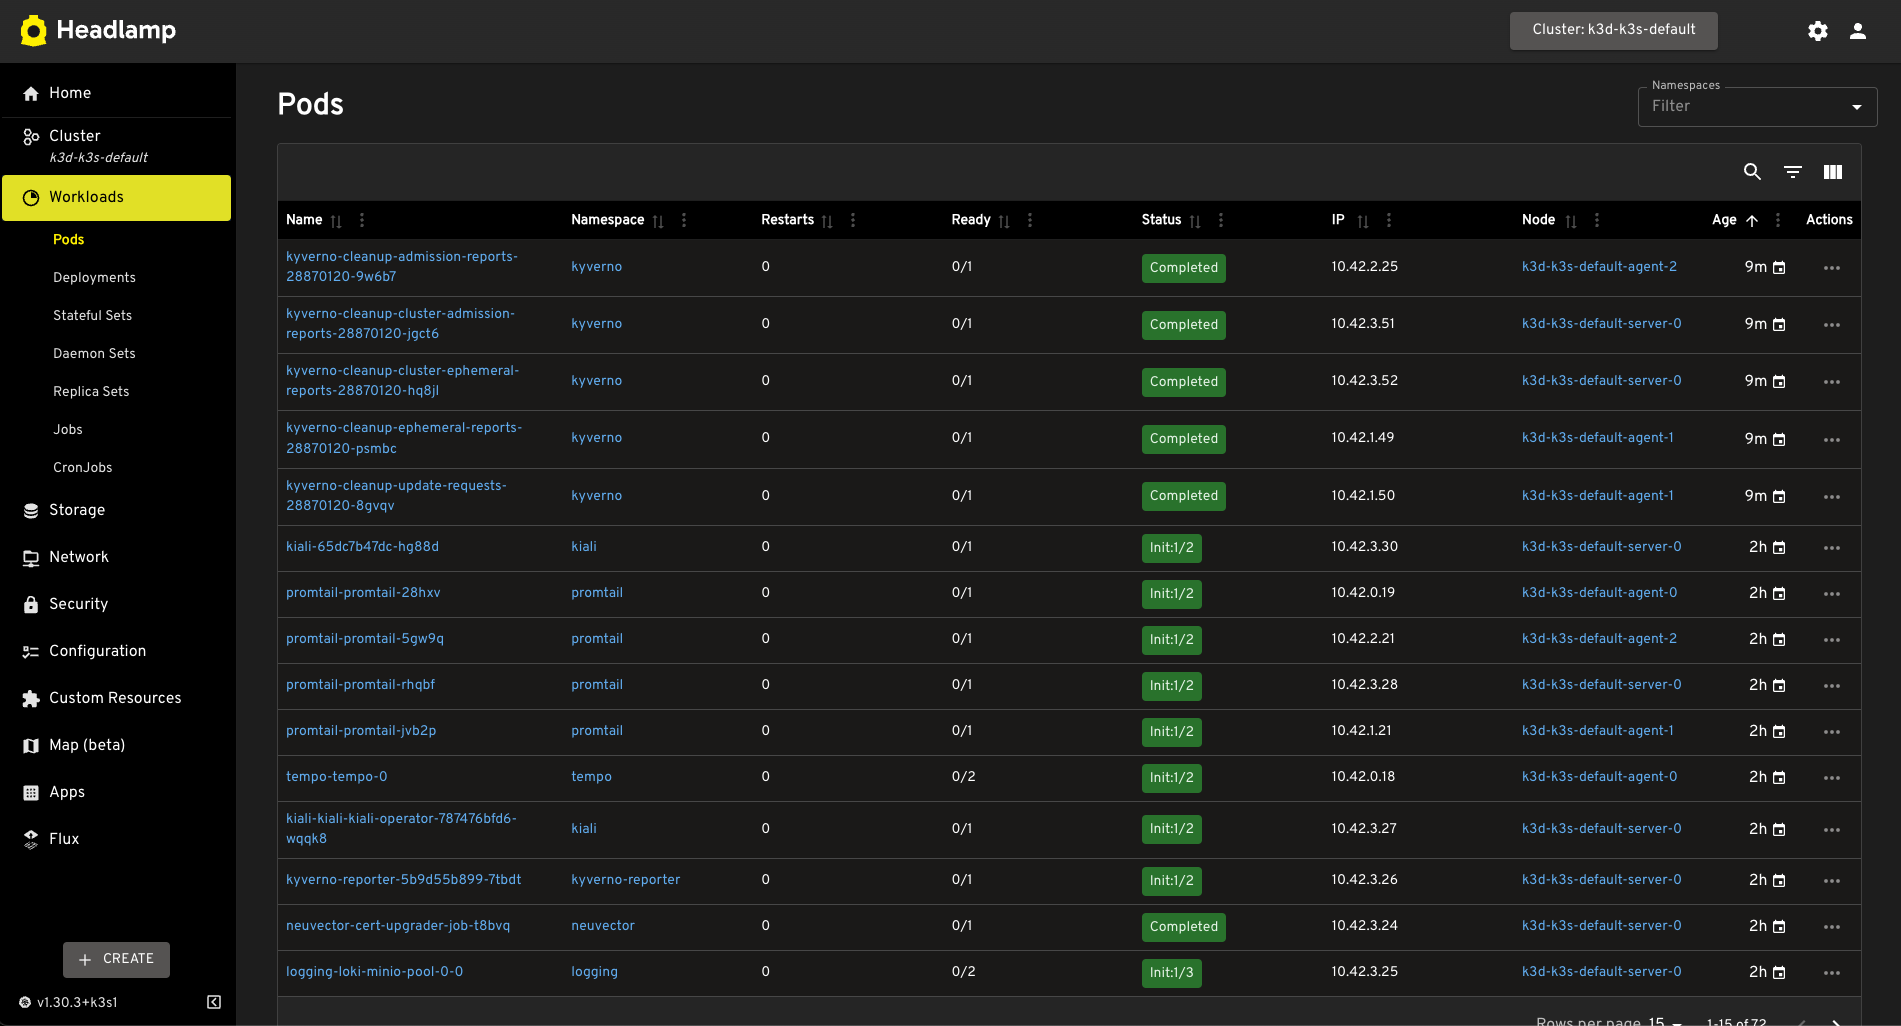 Headlamp
Cluster: k3d-k3s-default
Home
Cluster
k3d-k3s-default
Workloads
Pods
Deployments
Stateful Sets
Daemon Sets
Replica Sets
Jobs
CronJobs
Storage
Network
Security
Configuration
Custom Resources
Map (beta)
Apps
Flux
CREATE
v1.30.3+k3s1
Pods
Namespaces
Filter
Name Namespace Restarts Ready Status IP Node Age Actions
kyverno-cleanup-admission-reports-
28870120-9w6b7 kyverno 0 0/1 Completed 10.42.2.25 k3d-k3s-default-agent-2 9m
kyverno-cleanup-cluster-admission-
reports-28870120-jgct6 kyverno 0 0/1 Completed 10.42.3.51 k3d-k3s-default-server-0 9m
kyverno-cleanup-cluster-ephemeral-
reports-28870120-hq8jl kyverno 0 0/1 Completed 10.42.3.52 k3d-k3s-default-server-0 9m
kyverno-cleanup-ephemeral-reports-
28870120-psmbc kyverno 0 0/1 Completed 10.42.1.49 k3d-k3s-default-agent-1 9m
kyverno-cleanup-update-requests-
28870120-8gvqv kyverno 0 0/1 Completed 10.42.1.50 k3d-k3s-default-agent-1 9m
kiali-65dc7b47dc-hg88d kiali 0 0/1 Init:1/2 10.42.3.30 k3d-k3s-default-server-0 2h
promtail-promtail-28hxv promtail 0 0/1 Init:1/2 10.42.0.19 k3d-k3s-default-agent-0 2h
promtail-promtail-5gw9q promtail 0 0/1 Init:1/2 10.42.2.21 k3d-k3s-default-agent-2 2h
promtail-promtail-rhqbf promtail 0 0/1 Init:1/2 10.42.3.28 k3d-k3s-default-server-0 2h
promtail-promtail-jvb2p promtail 0 0/1 Init:1/2 10.42.1.21 k3d-k3s-default-agent-1 2h
tempo-tempo-0 tempo 0 0/2 Init:1/2 10.42.0.18 k3d-k3s-default-agent-0 2h
kiali-kiali-kiali-operator-787476bfd6-
wqqk8 kiali 0 0/1 Init:1/2 10.42.3.27 k3d-k3s-default-server-0 2h
kyverno-reporter-5b9d55b899-7tbdt kyverno-reporter 0 0/1 Init:1/2 10.42.3.26 k3d-k3s-default-server-0 2h
neuvector-cert-upgrader-job-t8bvq neuvector 0 0/1 Completed 10.42.3.24 k3d-k3s-default-server-0 2h
logging-loki-minio-pool-0-0 logging 0 0/2 Init:1/3 10.42.3.25 k3d-k3s-default-server-0 2h
Rows per page 15 1-15 of 72